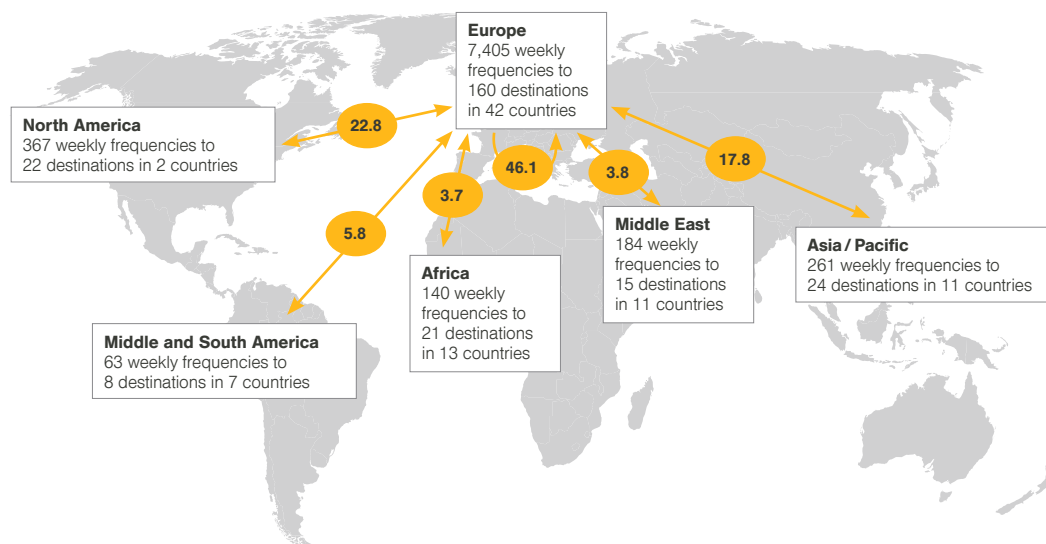 Europe
7,405 weekly
frequencies to
160 destinations
in 42 countries
North America
367 weekly frequencies to
22 destinations in 2 countries
22.8
46.1
3.8
17.8
3.7
5.8
Middle East
184 weekly
frequencies to
15 destinations
in 11 countries
Asia / Pacific
261 weekly frequencies to
24 destinations in 11 countries
Africa
140 weekly
frequencies to
21 destinations
in 13 countries
Middle and South America
63 weekly frequencies to
8 destinations in 7 countries